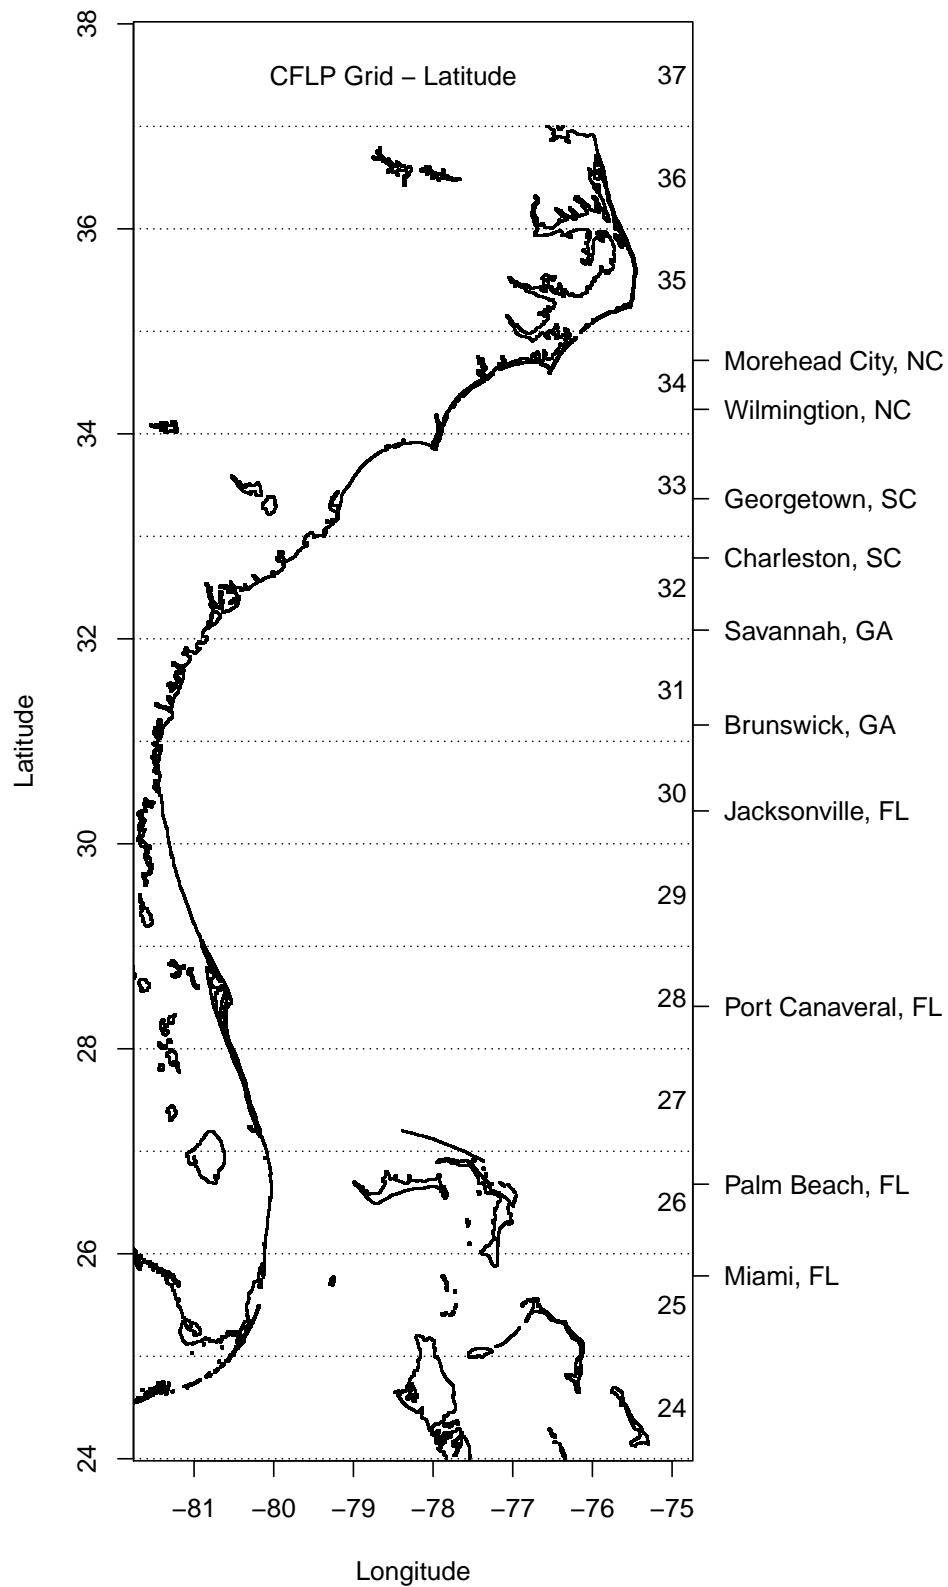 CFLP Grid − Latitude
38
36
34
32
30
28
26
24
Latitude
37
36
35
34
33
32
31
30
29
28
27
26
25
24
Morehead City, NC
Wilmingtion, NC
Georgetown, SC
Charleston, SC
Savannah, GA
Brunswick, GA
Jacksonville, FL
Port Canaveral, FL
Palm Beach, FL
Miami, FL
−81 −80 −79 −78 −77 −76 −75
Longitude